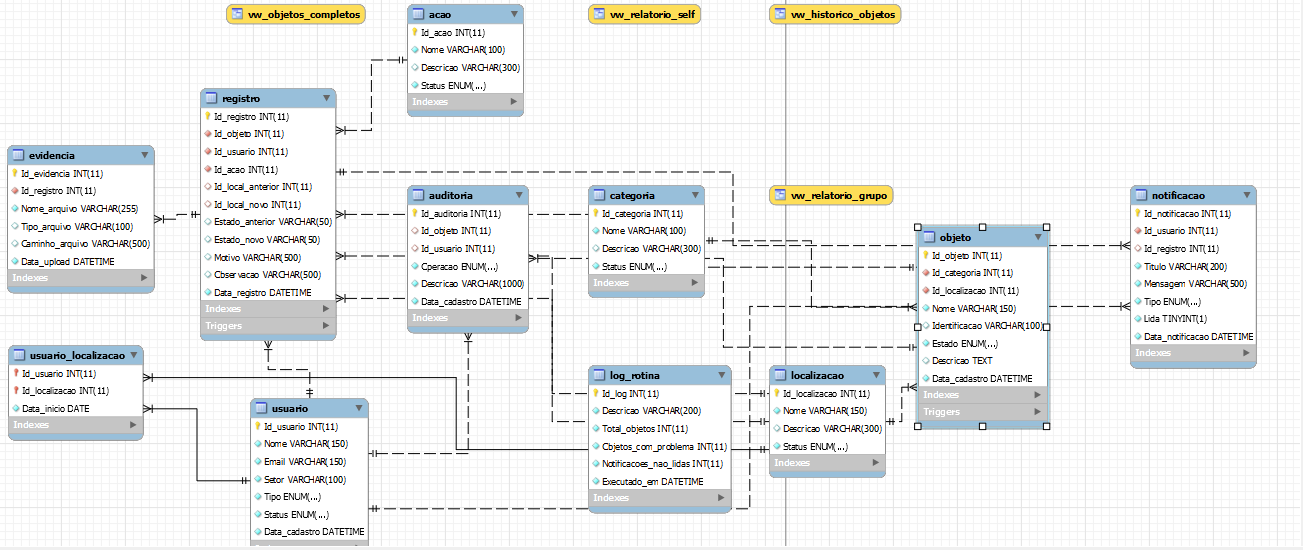 vw_objetos_completos
vw_relatorio_self
vw_historico_objetos
acao
Id_acao INT(11)
Nome VARCHAR(100)
Descricao VARCHAR(300)
Status ENUM(...)
Indexes
registro
Id_registro INT(11)
Id_objeto INT(11)
Id_usuario INT(11)
Id_acao INT(11)
Id_local_anterior INT(11)
Id_local_novo INT(11)
Estado_anterior VARCHAR(50)
Estado_novo VARCHAR(50)
Motivo VARCHAR(500)
Observacao VARCHAR(500)
Data_registro DATETIME
Indexes
Triggers
evidencia
Id_evidencia INT(11)
Id_registro INT(11)
Nome_arquivo VARCHAR(255)
Tipo_arquivo VARCHAR(100)
Caminho_arquivo VARCHAR(500)
Data_upload DATETIME
Indexes
auditoria
Id_auditoria INT(11)
Id_objeto INT(11)
Id_usuario INT(11)
Operacao ENUM(...)
Descricao VARCHAR(1000)
Data_cadastro DATETIME
Indexes
categoria
Id_categoria INT(11)
Nome VARCHAR(100)
Descricao VARCHAR(300)
Status ENUM(...)
Indexes
vw_relatorio_grupo
objeto
Id_objeto INT(11)
Id_categoria INT(11)
Id_localizacao INT(11)
Nome VARCHAR(150)
Identificacao VARCHAR(100)
Estado ENUM(...)
Descricao TEXT
Data_cadastro DATETIME
Indexes
Triggers
notificacao
Id_notificacao INT(11)
Id_usuario INT(11)
Id_registro INT(11)
Titulo VARCHAR(200)
Mensagem VARCHAR(500)
Tipo ENUM(...)
Lida TINYINT(1)
Data_notificacao DATETIME
Indexes
usuario_localizacao
Id_usuario INT(11)
Id_localizacao INT(11)
Data_inicio DATE
Indexes
usuario
Id_usuario INT(11)
Nome VARCHAR(150)
Email VARCHAR(150)
Setor VARCHAR(100)
Tipo ENUM(...)
Status ENUM(...)
Data_cadastro DATETIME
log_rotina
Id_log INT(11)
Descricao VARCHAR(200)
Total_objetos INT(11)
Objetos_com_problema INT(11)
Notificacoes_nao_lidas INT(11)
Executado_em DATETIME
Indexes
localizacao
Id_localizacao INT(11)
Nome VARCHAR(150)
Descricao VARCHAR(300)
Status ENUM(...)
Indexes